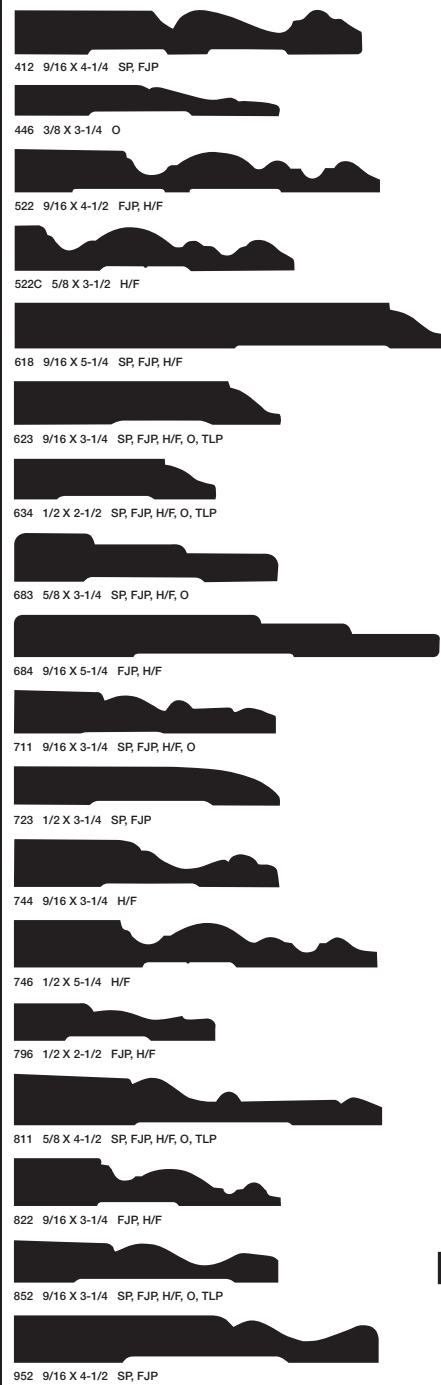 412 9/16 X 4-1/4 SP, FJP
446 3/8 X 3-1/4 O
522 9/16 X 4-1/2 FJP, H/F
522C 5/8 X 3-1/2 H/F
618 9/16 X 5-1/4 SP, FJP, H/F
623 9/16 X 3-1/4 SP, FJP, H/F, O, TLP
634 1/2 X 2-1/2 SP, FJP, H/F, O, TLP
683 5/8 X 3-1/4 SP, FJP, H/F, O
684 9/16 X 5-1/4 FJP, H/F
711 9/16 X 3-1/4 SP, FJP, H/F, O
723 1/2 X 3-1/4 SP, FJP
744 9/16 X 3-1/4 H/F
746 1/2 X 5-1/4 H/F
796 1/2 X 2-1/2 FJP, H/F
811 5/8 X 4-1/2 SP, FJP, H/F, O, TLP
822 9/16 X 3-1/4 FJP, H/F
852 9/16 X 3-1/4 SP, FJP, H/F, O, TLP
952 9/16 X 4-1/2 SP, FJP